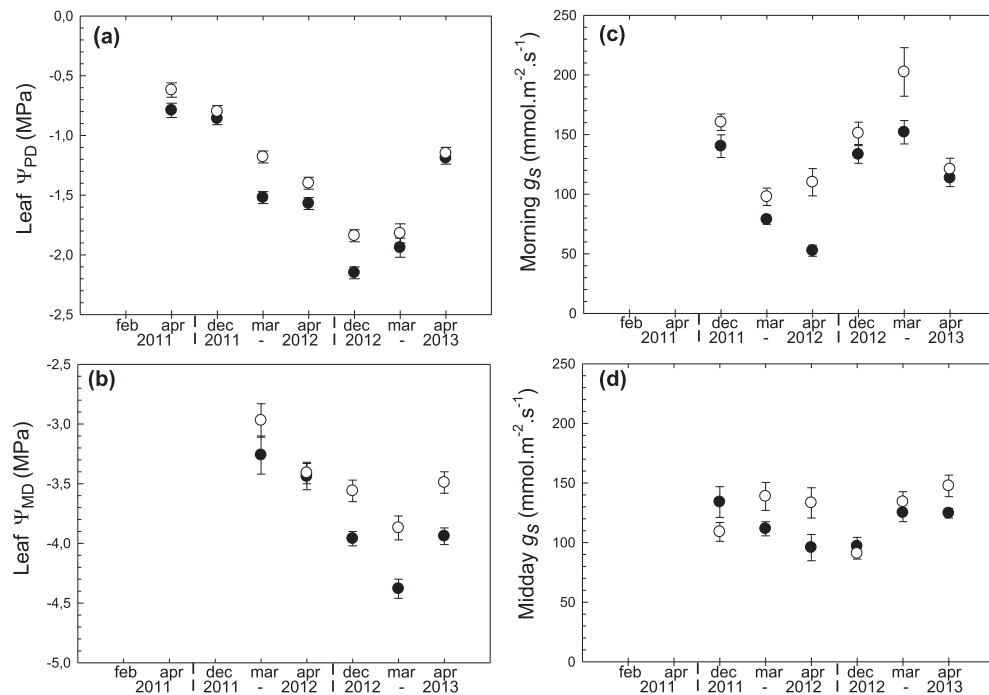 (a)
Leaf Ψ_PD (MPa)
0,0
-0,5
-1,0
-1,5
-2,0
-2,5
feb apr dec mar apr dec mar apr
2011 | 2011 - 2012 | 2012 - 2013
(b)
Leaf Ψ_MD (MPa)
-2,5
-3,0
-3,5
-4,0
-4,5
-5,0
feb apr dec mar apr dec mar apr
2011 | 2011 - 2012 | 2012 - 2013
(c)
Morning g_s (mmol.m⁻².s⁻¹)
250
200
150
100
50
0
feb apr dec mar apr dec mar apr
2011 | 2011 - 2012 | 2012 - 2013
(d)
Midday g_s (mmol.m⁻².s⁻¹)
250
200
150
100
50
0
feb apr dec mar apr dec mar apr
2011 | 2011 - 2012 | 2012 - 2013